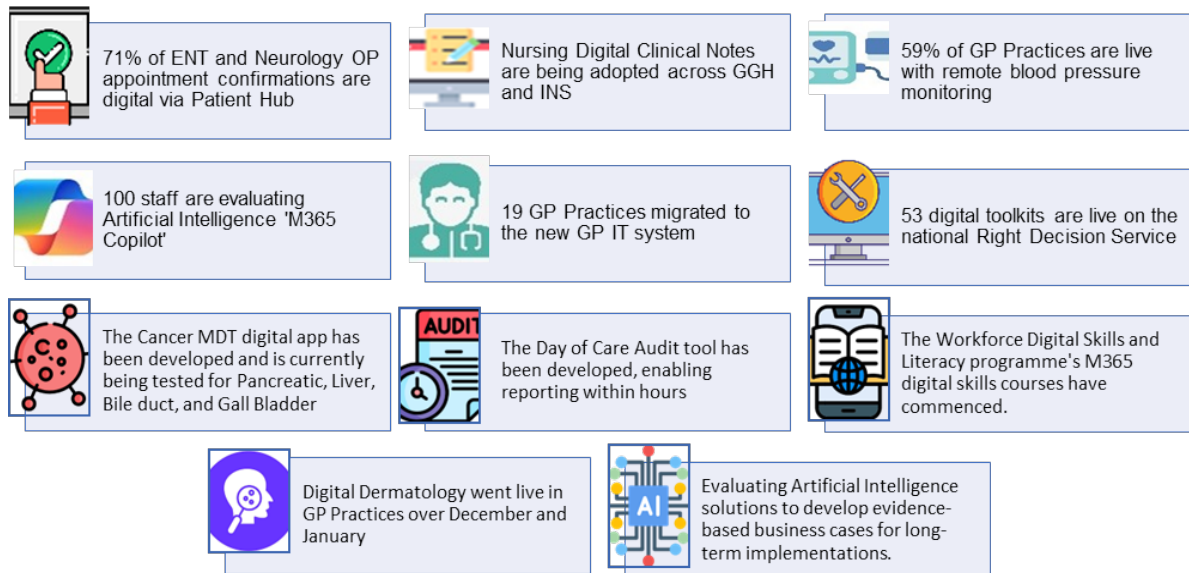 71% of ENT and Neurology OP
appointment confirmations are
digital via Patient Hub
Nursing Digital Clinical Notes
are being adopted across GGH
and INS
59% of GP Practices are live
with remote blood pressure
monitoring
100 staff are evaluating
Artificial Intelligence 'M365
Copilot'
19 GP Practices migrated to
the new GP IT system
53 digital toolkits are live on the
national Right Decision Service
The Cancer MDT digital app has
been developed and is currently
being tested for Pancreatic, Liver,
Bile duct, and Gall Bladder
AUDIT
The Day of Care Audit tool has
been developed, enabling
reporting within hours
The Workforce Digital Skills and
Literacy programme's M365
digital skills courses have
commenced.
Digital Dermatology went live in
GP Practices over December and
January
AI
Evaluating Artificial Intelligence
solutions to develop evidence-
based business cases for long-
term implementations.